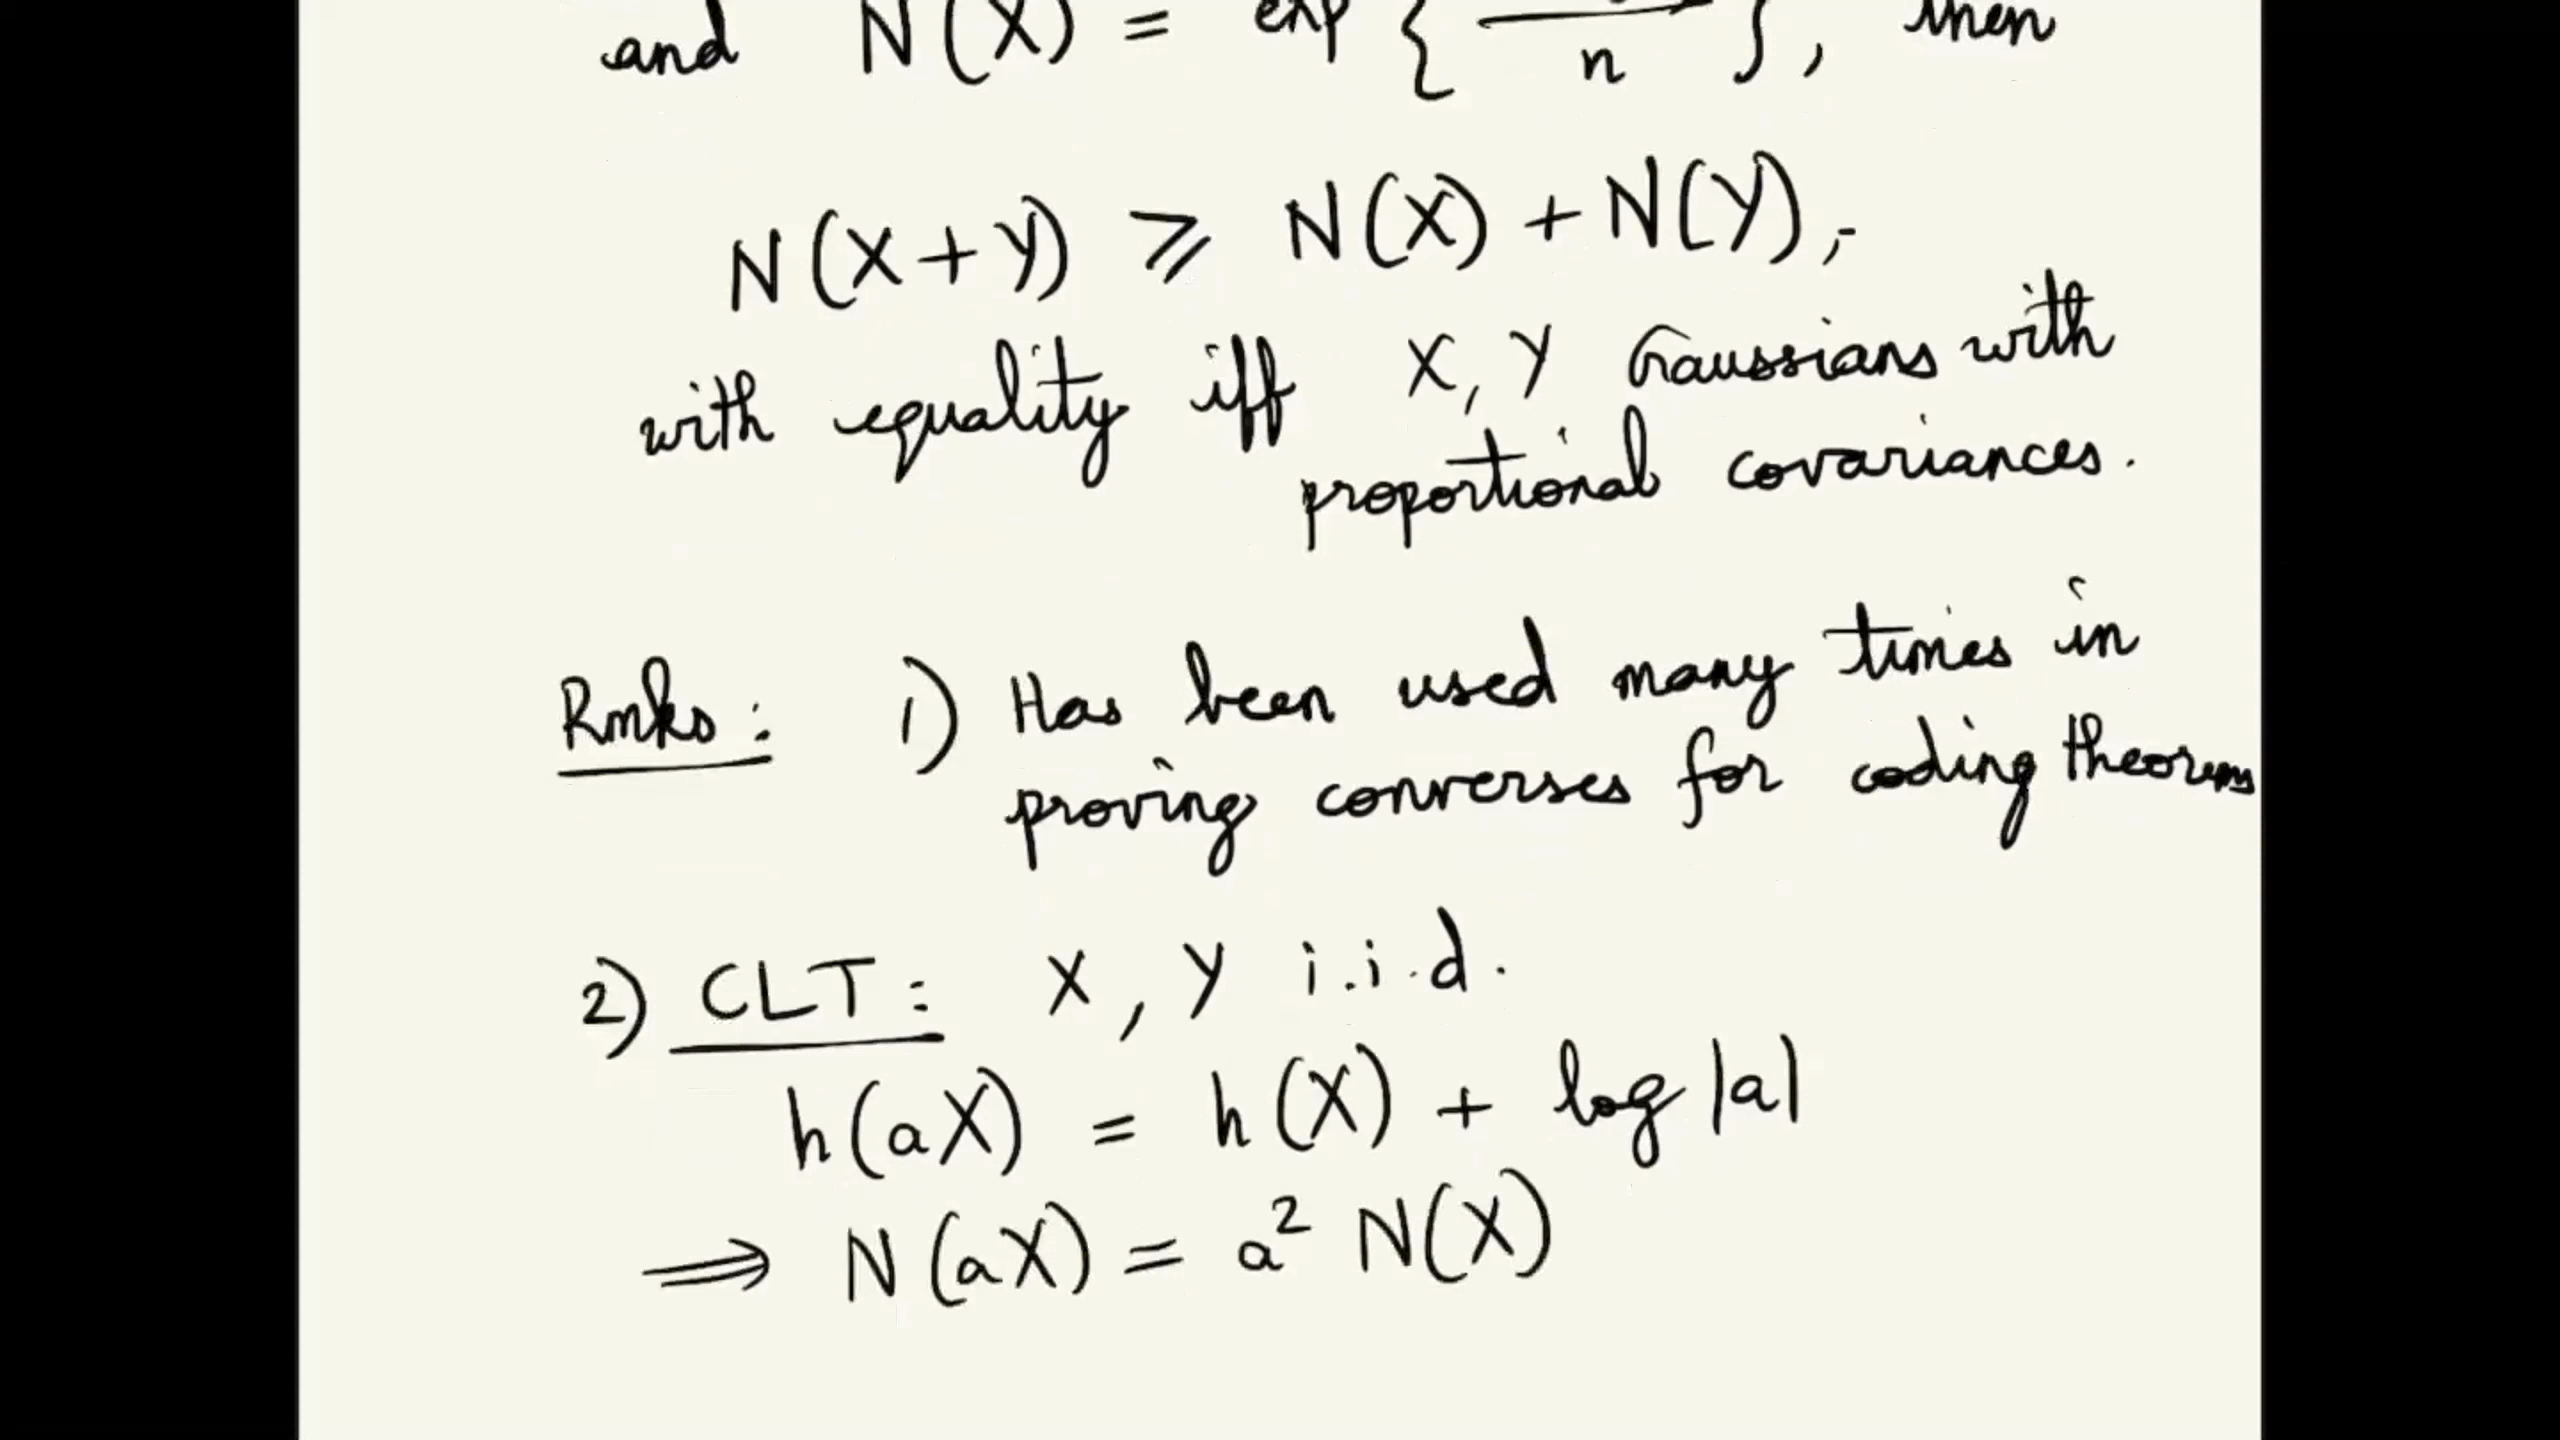 and N(X) = exp { — n } , then
N(X+Y) ⩾ N(X) + N(Y),
with equality iff X, Y Gaussians with
proportional covariances.
Rmks: 1) Has been used many times in
proving converses for coding theorems
2) CLT: X, Y i.i.d.
h(aX) = h(X) + log |a|
⟹ N(aX) = a² N(X)